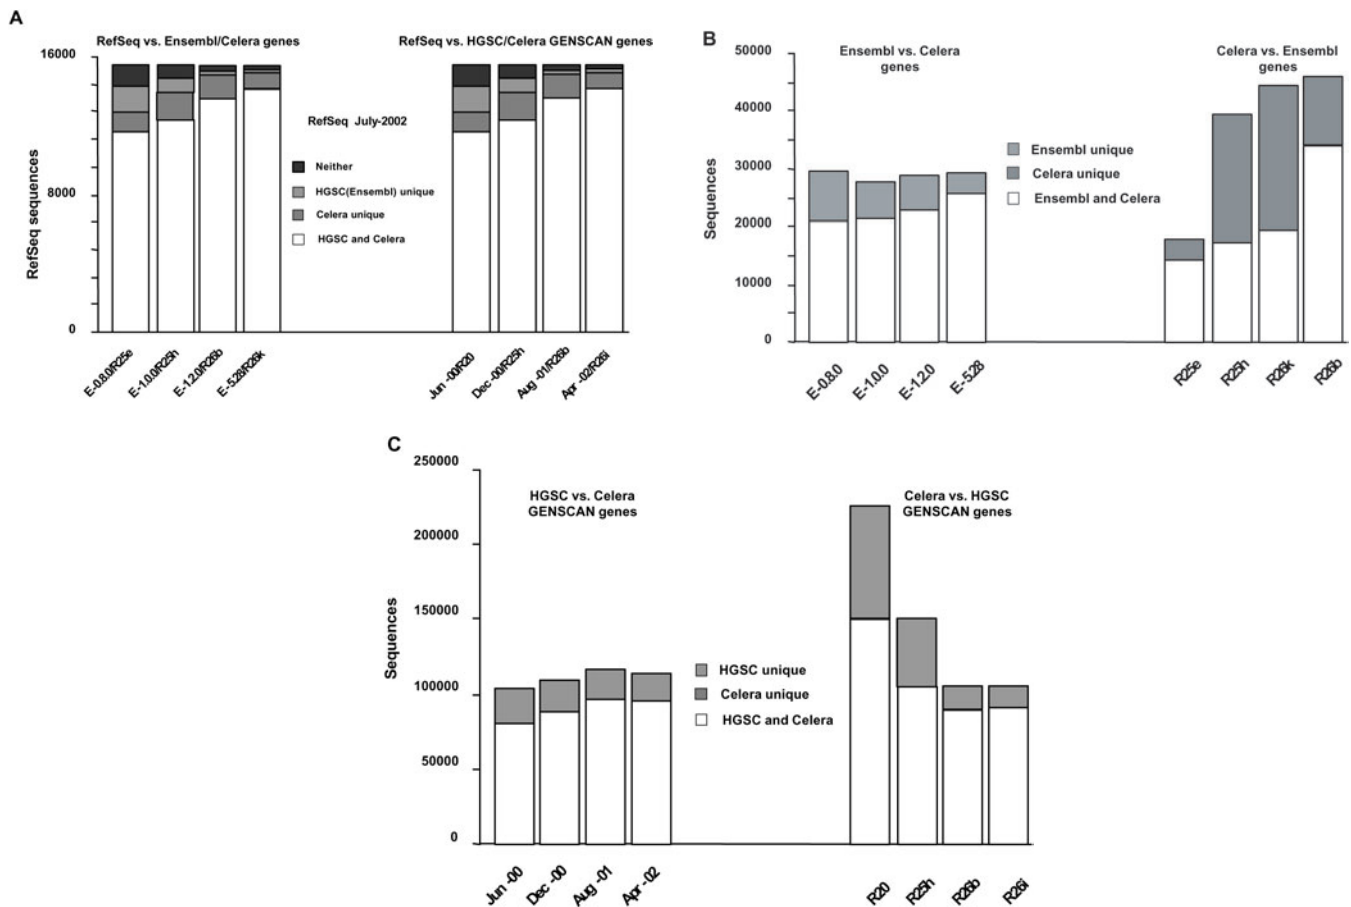 A
RefSeq vs. Ensembl/Celera genes
RefSeq vs. HGSC/Celera GENSCAN genes
16000
8000
0
RefSeq sequences
RefSeq July-2002
Neither
HGSC(Ensembl) unique
Celera unique
HGSC and Celera
E-0.8.0/R25e
E-1.0.0/R25h
E-1.2.0/R26b
E-5.28/R26k
Jun -00/R20
Dec -00/R25h
Aug -01/R26b
Apr -02/R26i
B
Ensembl vs. Celera
genes
Celera vs. Ensembl
genes
50000
40000
30000
20000
10000
0
Sequences
Ensembl unique
Celera unique
Ensembl and Celera
E-0.8.0
E-1.0.0
E-1.2.0
E-5.28
R25e
R25h
R26k
R26b
C
HGSC vs. Celera
GENSCAN genes
Celera vs. HGSC
GENSCAN genes
250000
200000
150000
100000
50000
0
Sequences
HGSC unique
Celera unique
HGSC and Celera
Jun -00
Dec -00
Aug -01
Apr -02
R20
R25h
R26b
R26i